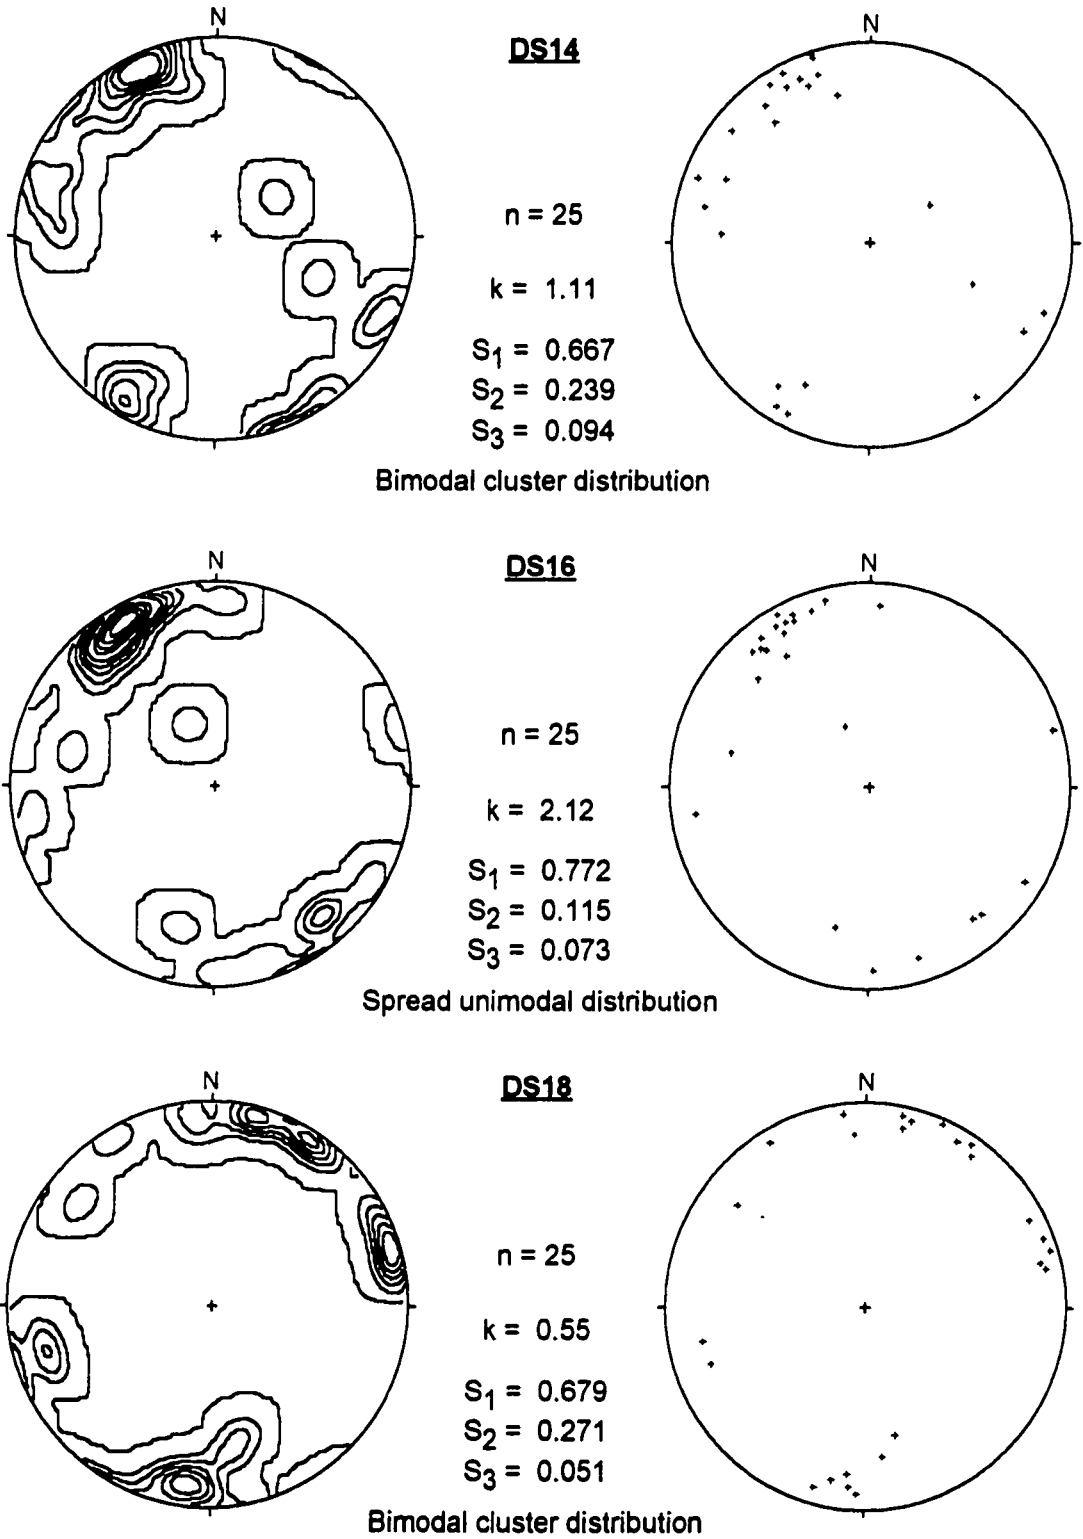 N
DS14
N
n = 25
k = 1.11
S1 = 0.667
S2 = 0.239
S3 = 0.094
Bimodal cluster distribution
N
DS16
N
n = 25
k = 2.12
S1 = 0.772
S2 = 0.115
S3 = 0.073
Spread unimodal distribution
N
DS18
N
n = 25
k = 0.55
S1 = 0.679
S2 = 0.271
S3 = 0.051
Bimodal cluster distribution